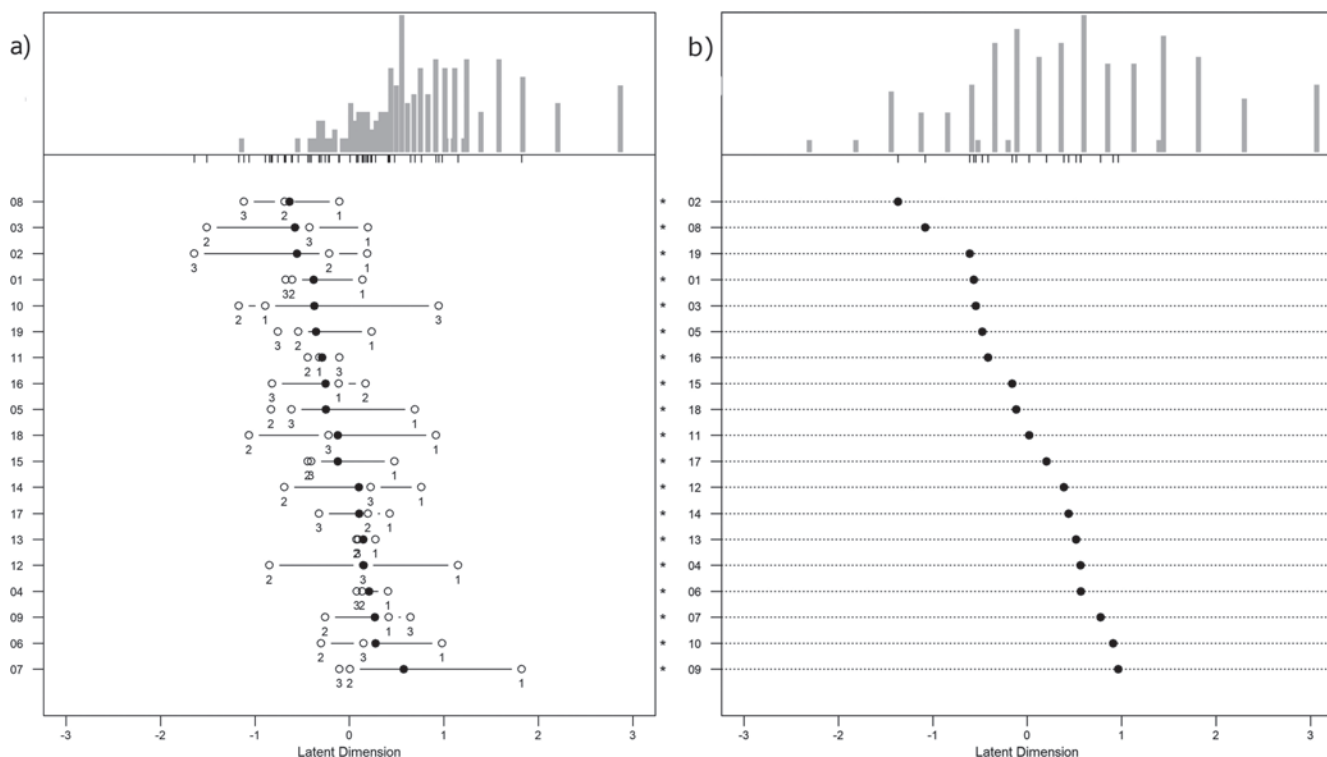 a)
08 *
3 2 1
03 *
2 3 1
02 *
3 2 1
01 *
32 1
10 *
2 1 3
19 *
3 2 1
11 *
2 1 3
16 *
3 1 2
05 *
2 3 1
18 *
2 3 1
15 *
23 1
14 *
2 3 1
17 *
3 2 1
13 *
23 1
12 *
2 3 1
04 *
32 1
09 *
2 1 3
06 *
2 3 1
07 *
3 2 1
-3 -2 -1 0 1 2 3
Latent Dimension
b)
02
08
19
01
03
05
16
15
18
11
17
12
14
13
04
06
07
10
09
-3 -2 -1 0 1 2 3
Latent Dimension